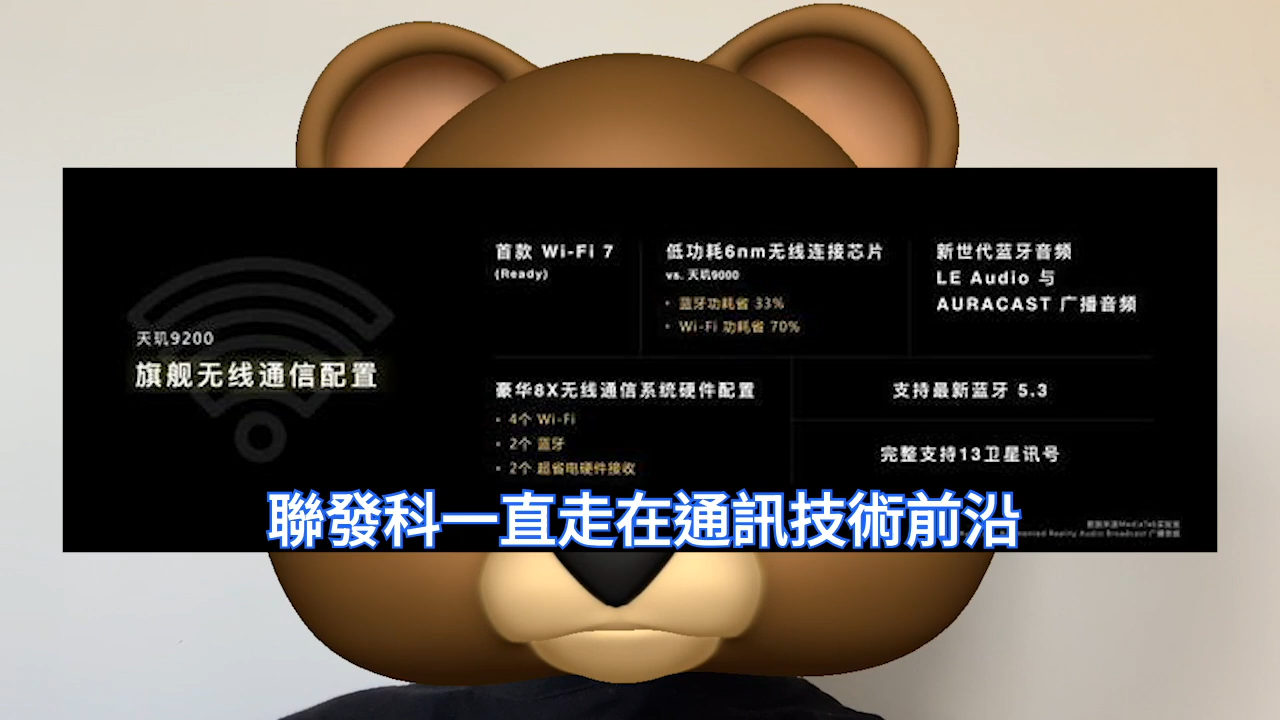 天玑9200
旗舰无线通信配置
首款 Wi-Fi 7
(Ready)
低功耗6nm无线连接芯片
vs. 天玑9000
• 蓝牙功耗省 33%
• Wi-Fi 功耗省 70%
新世代蓝牙音频
LE Audio 与
AURACAST 广播音频
豪华8X无线通信系统硬件配置
• 4个 Wi-Fi
• 2个 蓝牙
• 2个 超省电硬件接收
支持最新蓝牙 5.3
完整支持13卫星讯号
聯發科一直走在通訊技術前沿